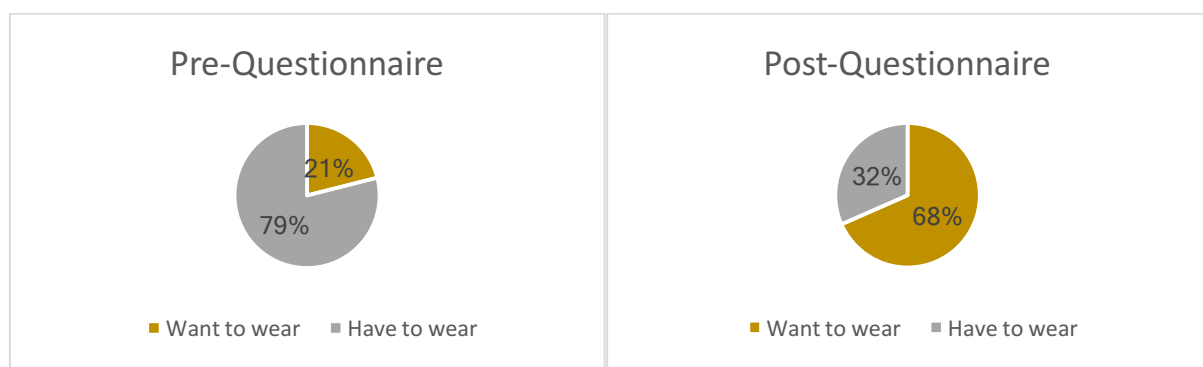 Pre-Questionnaire
21%
79%
Want to wear Have to wear
Post-Questionnaire
32%
68%
Want to wear Have to wear